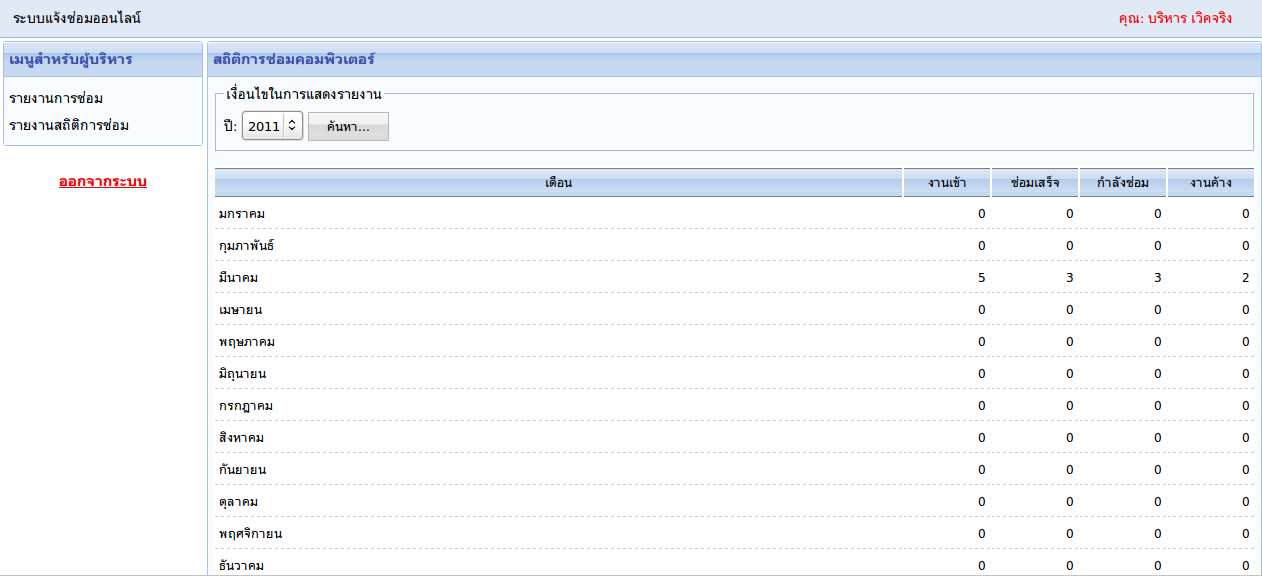 ระบบแจ้งซ่อมออนไลน์ คุณ: บริหาร เวิคจริง
เมนูสำหรับผู้บริหาร
รายงานการซ่อม
รายงานสถิติการซ่อม
ออกจากระบบ
สถิติการซ่อมคอมพิวเตอร์
เงื่อนไขในการแสดงรายงาน
ปี: 2011 ค้นหา...
เดือน งานเข้า ซ่อมเสร็จ กำลังซ่อม งานค้าง
มกราคม 0 0 0 0
กุมภาพันธ์ 0 0 0 0
มีนาคม 5 3 3 2
เมษายน 0 0 0 0
พฤษภาคม 0 0 0 0
มิถุนายน 0 0 0 0
กรกฎาคม 0 0 0 0
สิงหาคม 0 0 0 0
กันยายน 0 0 0 0
ตุลาคม 0 0 0 0
พฤศจิกายน 0 0 0 0
ธันวาคม 0 0 0 0